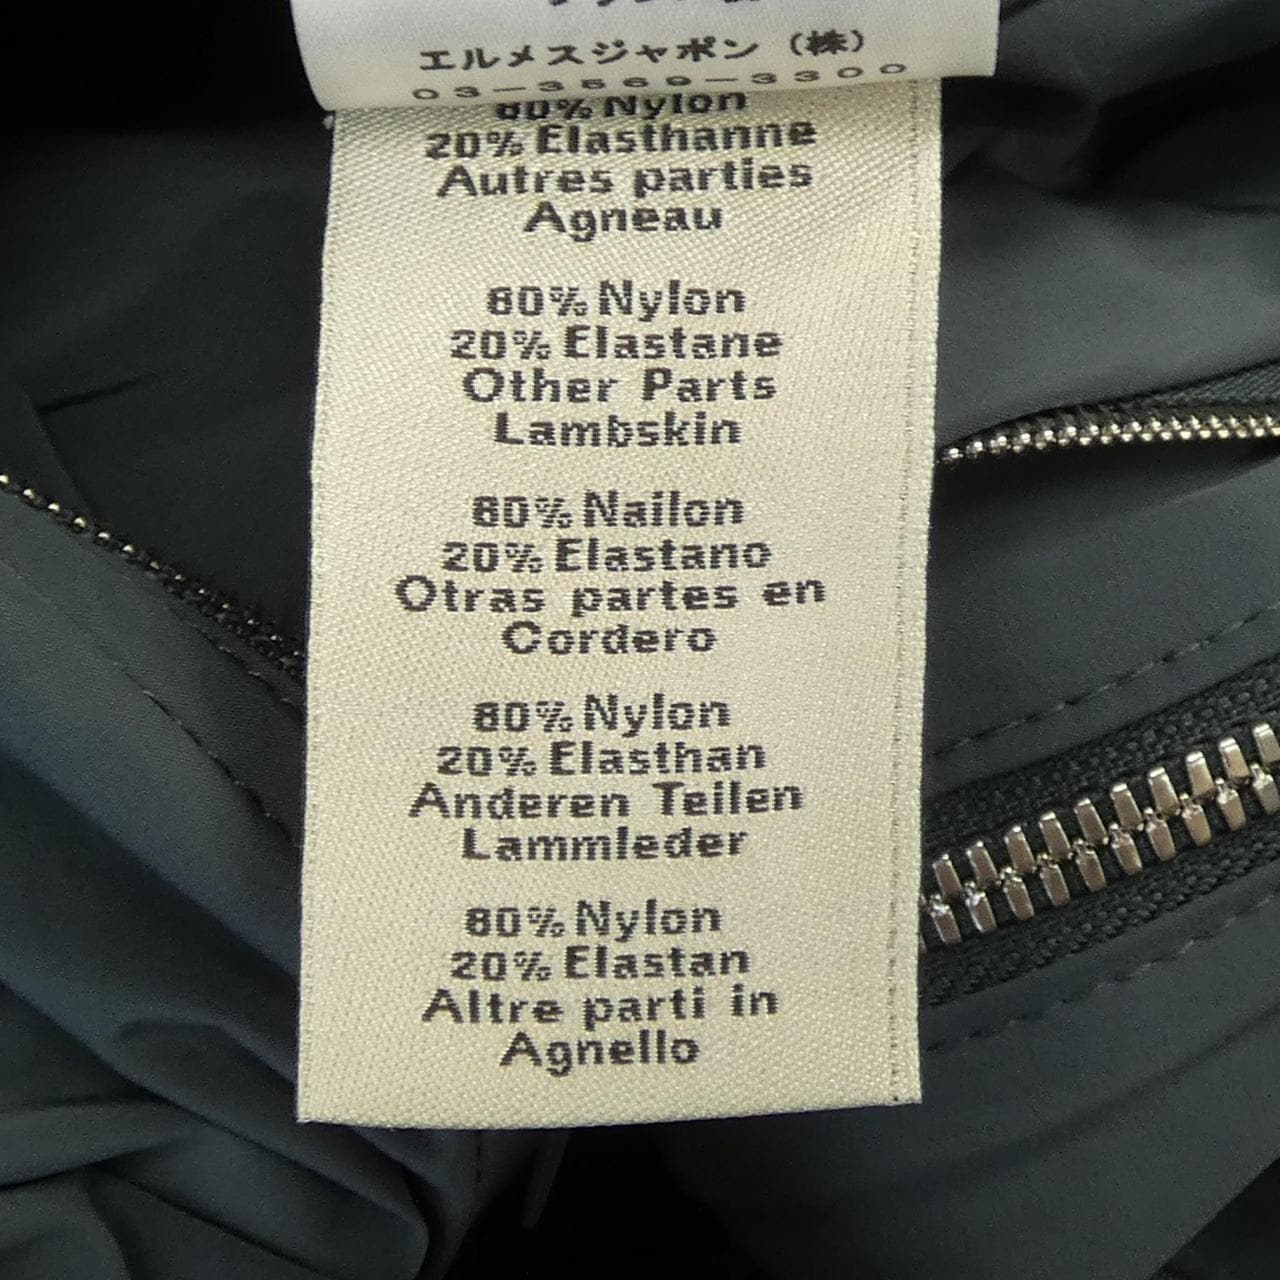 エルメスジャポン（株）
03-3569-3300
80% Nylon
20% Elasthanne
Autres parties
Agneau
80% Nylon
20% Elastane
Other Parts
Lambskin
80% Nailon
20% Elastano
Otras partes en
Cordero
80% Nylon
20% Elasthan
Anderen Teilen
Lammleder
80% Nylon
20% Elastan
Altre parti in
Agnello